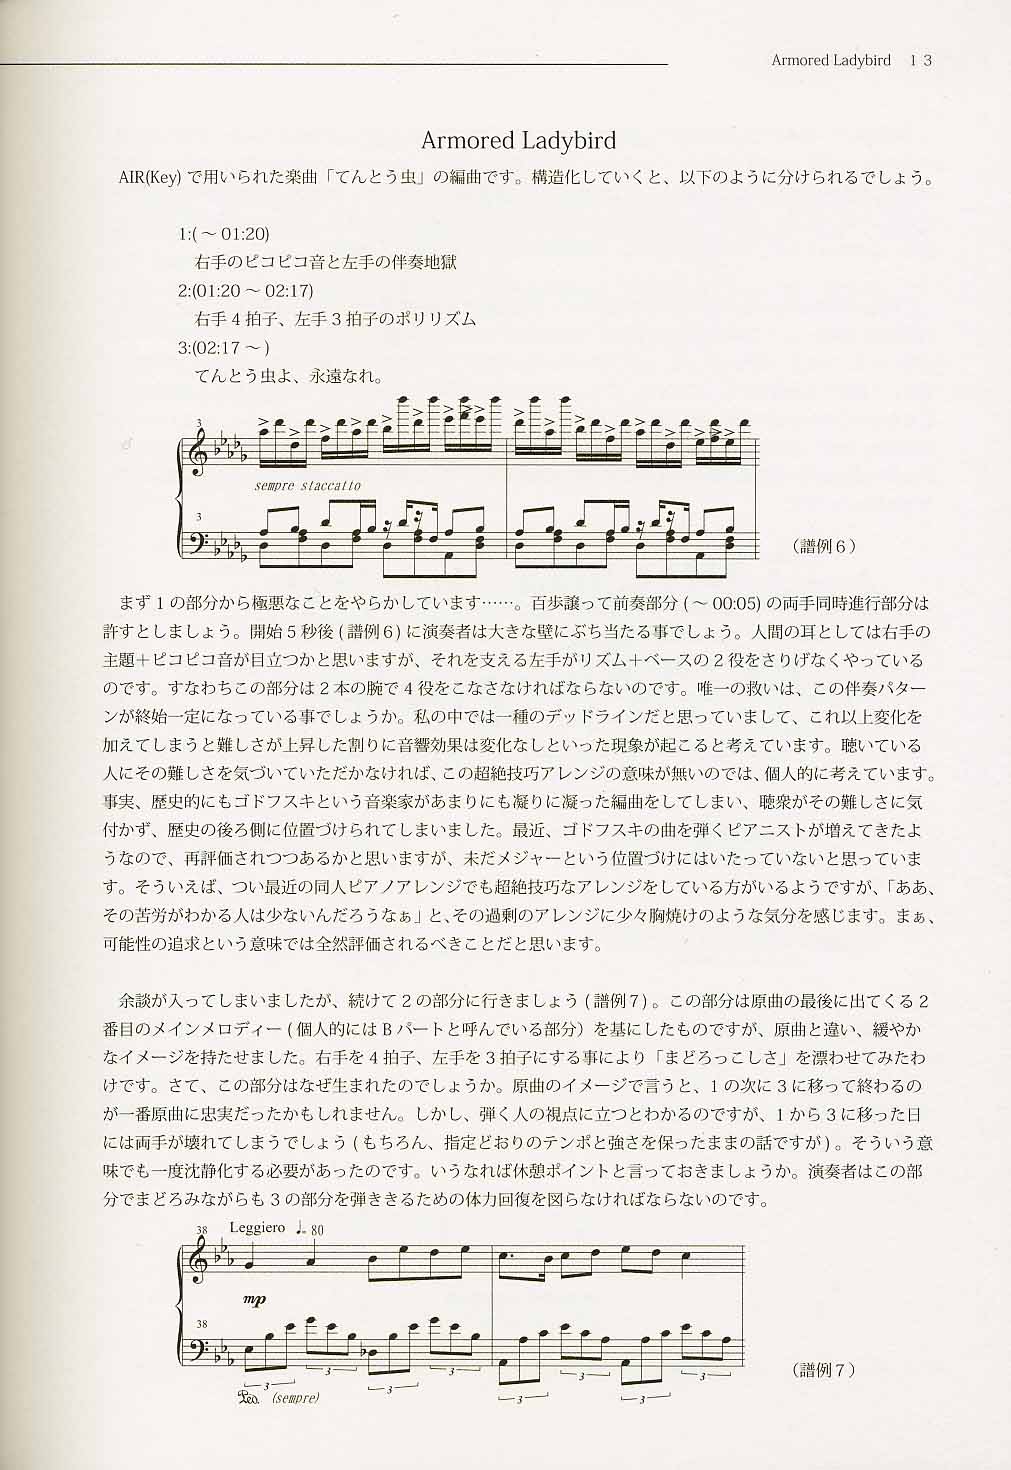 Armored Ladybird　1 3
Armored Ladybird
AIR(Key) で用いられた楽曲「てんとう虫」の編曲です。構造化していくと、以下のように分けられるでしょう。
1:( ～ 01:20)
右手のピコピコ音と左手の伴奏地獄
2:(01:20 ～ 02:17)
右手 4 拍子、左手 3 拍子のポリリズム
3:(02:17 ～ )
てんとう虫よ、永遠なれ。
3
sempre staccatto
3
（譜例６）
まず 1 の部分から極悪なことをやらかしています……。百歩譲って前奏部分 ( ～ 00:05) の両手同時進行部分は
許すとしましょう。開始 5 秒後 ( 譜例６) に演奏者は大きな壁にぶち当たる事でしょう。人間の耳としては右手の
主題＋ピコピコ音が目立つかと思いますが、それを支える左手がリズム＋ベースの 2 役をさりげなくやっている
のです。すなわちこの部分は 2 本の腕で 4 役をこなさなければならないのです。唯一の救いは、この伴奏パター
ンが終始一定になっている事でしょうか。私の中では一種のデッドラインだと思っていまして、これ以上変化を
加えてしまうと難しさが上昇した割りに音響効果は変化なしといった現象が起こると考えています。聴いている
人にその難しさを気づいていただかなければ、この超絶技巧アレンジの意味が無いのでは、個人的に考えています。
事実、歴史的にもゴドフスキという音楽家があまりにも凝りに凝った編曲をしてしまい、聴衆がその難しさに気
付かず、歴史の後ろ側に位置づけられてしまいました。最近、ゴドフスキの曲を弾くピアニストが増えてきたよ
うなので、再評価されつつあるかと思いますが、未だメジャーという位置づけにはいたっていないと思っていま
す。そういえば、つい最近の同人ピアノアレンジでも超絶技巧なアレンジをしている方がいるようですが、「ああ、
その苦労がわかる人は少ないんだろうなぁ」と、その過剰のアレンジに少々胸焼けのような気分を感じます。まぁ、
可能性の追求という意味では全然評価されるべきことだと思います。
余談が入ってしまいましたが、続けて 2 の部分に行きましょう ( 譜例７) 。この部分は原曲の最後に出てくる 2
番目のメインメロディー ( 個人的には B パートと呼んでいる部分）を基にしたものですが、原曲と違い、緩やか
なイメージを持たせました。右手を 4 拍子、左手を 3 拍子にする事により「まどろっこしさ」を漂わせてみたわ
けです。さて、この部分はなぜ生まれたのでしょうか。原曲のイメージで言うと、1 の次に 3 に移って終わるの
が一番原曲に忠実だったかもしれません。しかし、弾く人の視点に立つとわかるのですが、1 から 3 に移った日
には両手が壊れてしまうでしょう ( もちろん、指定どおりのテンポと強さを保ったままの話ですが ) 。そういう意
味でも一度沈静化する必要があったのです。いうなれば休憩ポイントと言っておきましょうか。演奏者はこの部
分でまどろみながらも 3 の部分を弾ききるための体力回復を図らなければならないのです。
38 Leggiero ♩= 80
mp
38
3 3 3 3 3 3 3 3
Ped. (sempre)
（譜例７）